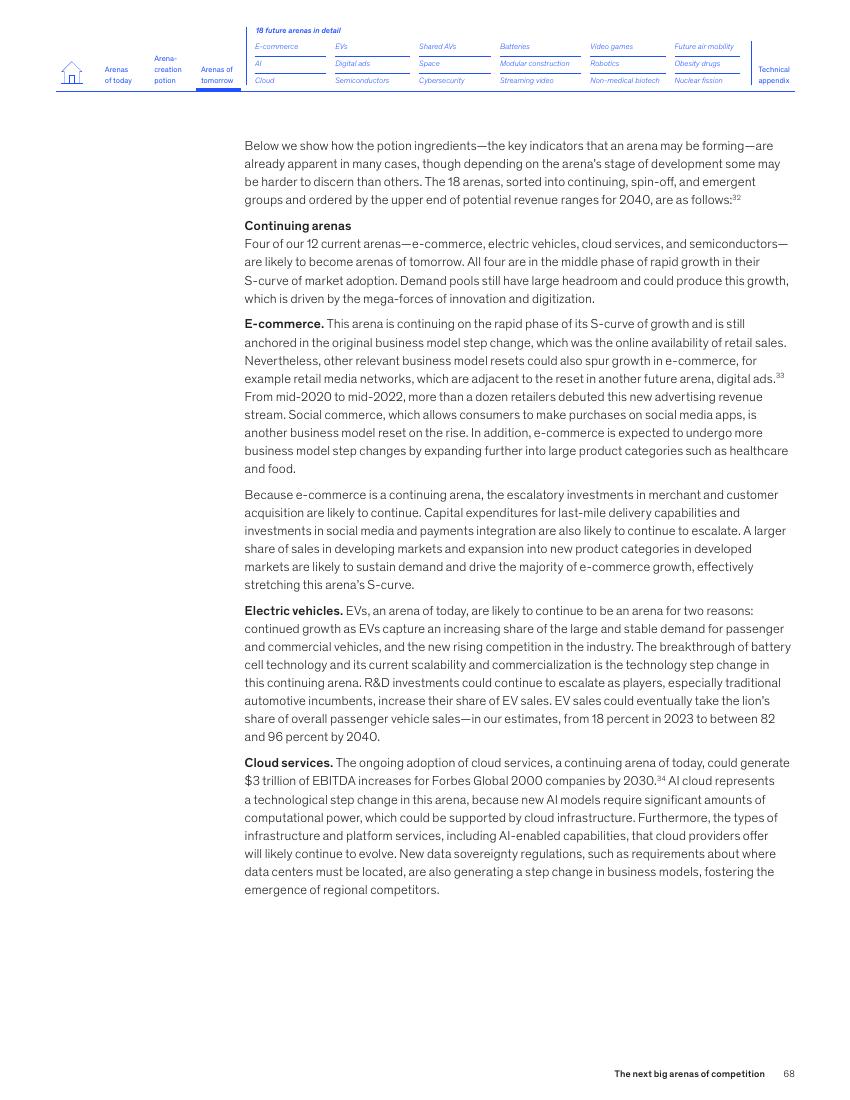 18 future arenas in detail
Arenas of today
Arena-creation potion
Arenas of tomorrow
E-commerce EVs Shared AVs Batteries Video games Future air mobility
AI Digital ads Space Modular construction Robotics Obesity drugs
Cloud Semiconductors Cybersecurity Streaming video Non-medical biotech Nuclear fission
Technical appendix
Below we show how the potion ingredients—the key indicators that an arena may be forming—are
already apparent in many cases, though depending on the arena’s stage of development some may
be harder to discern than others. The 18 arenas, sorted into continuing, spin-off, and emergent
groups and ordered by the upper end of potential revenue ranges for 2040, are as follows:32
Continuing arenas
Four of our 12 current arenas—e-commerce, electric vehicles, cloud services, and semiconductors—
are likely to become arenas of tomorrow. All four are in the middle phase of rapid growth in their
S-curve of market adoption. Demand pools still have large headroom and could produce this growth,
which is driven by the mega-forces of innovation and digitization.
E-commerce. This arena is continuing on the rapid phase of its S-curve of growth and is still
anchored in the original business model step change, which was the online availability of retail sales.
Nevertheless, other relevant business model resets could also spur growth in e-commerce, for
example retail media networks, which are adjacent to the reset in another future arena, digital ads.33
From mid-2020 to mid-2022, more than a dozen retailers debuted this new advertising revenue
stream. Social commerce, which allows consumers to make purchases on social media apps, is
another business model reset on the rise. In addition, e-commerce is expected to undergo more
business model step changes by expanding further into large product categories such as healthcare
and food.
Because e-commerce is a continuing arena, the escalatory investments in merchant and customer
acquisition are likely to continue. Capital expenditures for last-mile delivery capabilities and
investments in social media and payments integration are also likely to continue to escalate. A larger
share of sales in developing markets and expansion into new product categories in developed
markets are likely to sustain demand and drive the majority of e-commerce growth, effectively
stretching this arena’s S-curve.
Electric vehicles. EVs, an arena of today, are likely to continue to be an arena for two reasons:
continued growth as EVs capture an increasing share of the large and stable demand for passenger
and commercial vehicles, and the new rising competition in the industry. The breakthrough of battery
cell technology and its current scalability and commercialization is the technology step change in
this continuing arena. R&D investments could continue to escalate as players, especially traditional
automotive incumbents, increase their share of EV sales. EV sales could eventually take the lion’s
share of overall passenger vehicle sales—in our estimates, from 18 percent in 2023 to between 82
and 96 percent by 2040.
Cloud services. The ongoing adoption of cloud services, a continuing arena of today, could generate
$3 trillion of EBITDA increases for Forbes Global 2000 companies by 2030.34 AI cloud represents
a technological step change in this arena, because new AI models require significant amounts of
computational power, which could be supported by cloud infrastructure. Furthermore, the types of
infrastructure and platform services, including AI-enabled capabilities, that cloud providers offer
will likely continue to evolve. New data sovereignty regulations, such as requirements about where
data centers must be located, are also generating a step change in business models, fostering the
emergence of regional competitors.
The next big arenas of competition 68